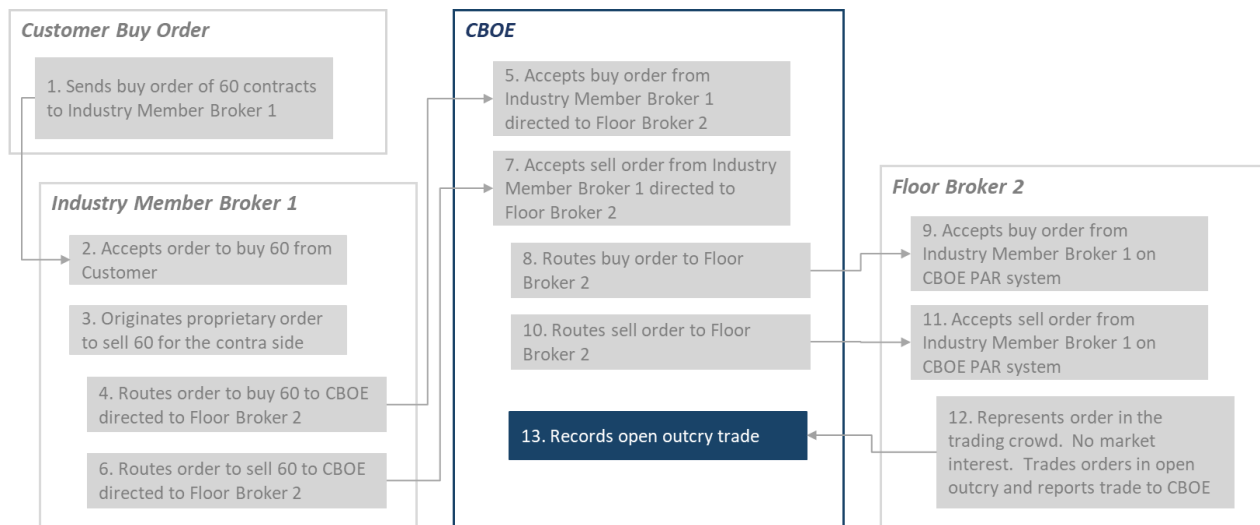 Customer Buy Order
1. Sends buy order of 60 contracts
to Industry Member Broker 1
Industry Member Broker 1
2. Accepts order to buy 60 from
Customer
3. Originates proprietary order
to sell 60 for the contra side
4. Routes order to buy 60 to CBOE
directed to Floor Broker 2
6. Routes order to sell 60 to CBOE
directed to Floor Broker 2
CBOE
5. Accepts buy order from
Industry Member Broker 1
directed to Floor Broker 2
7. Accepts sell order from Industry
Member Broker 1 directed to
Floor Broker 2
8. Routes buy order to Floor
Broker 2
10. Routes sell order to Floor
Broker 2
13. Records open outcry trade
Floor Broker 2
9. Accepts buy order from
Industry Member Broker 1 on
CBOE PAR system
11. Accepts sell order from
Industry Member Broker 1 on
CBOE PAR system
12. Represents order in the
trading crowd.  No market
interest.  Trades orders in open
outcry and reports trade to CBOE